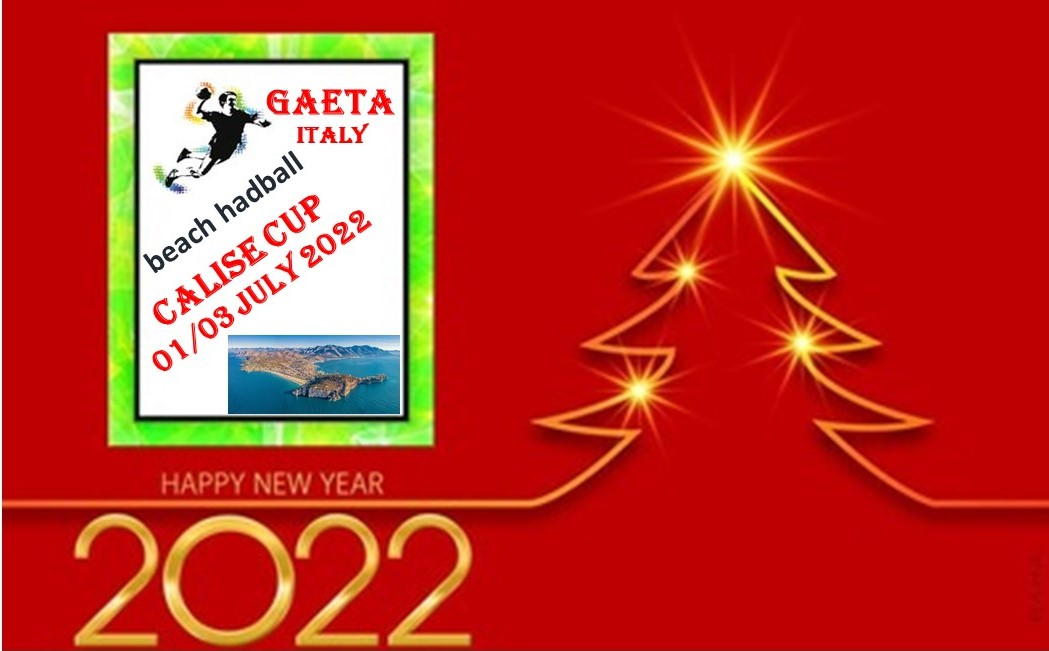 GAETA
ITALY
beach hadball
CALISE CUP
01/03 JULY 2022
HAPPY NEW YEAR
2022